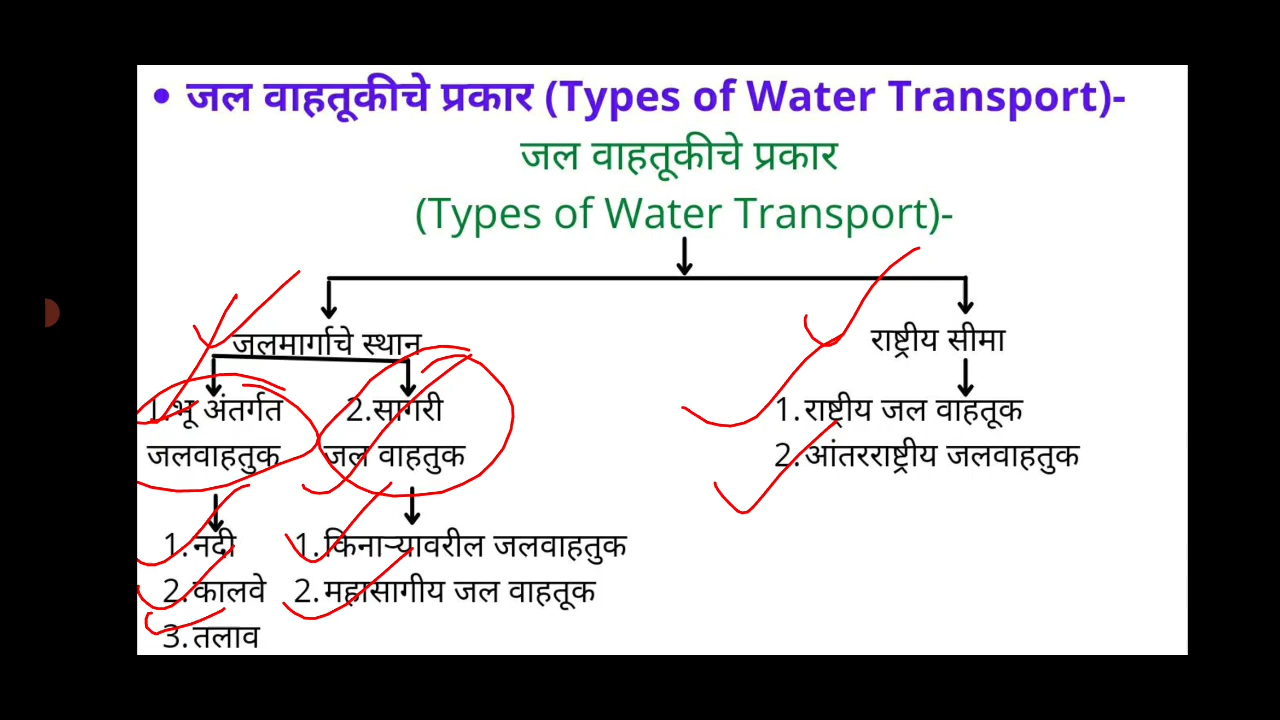 • जल वाहतूकीचे प्रकार (Types of Water Transport)-
जल वाहतूकीचे प्रकार
(Types of Water Transport)-
जलमार्गाचे स्थान
राष्ट्रीय सीमा
1.भू अंतर्गत
जलवाहतुक
2.सागरी
जल वाहतुक
1.राष्ट्रीय जल वाहतूक
2.आंतरराष्ट्रीय जलवाहतुक
1.नदी
2.कालवे
3.तलाव
1.किनाऱ्यावरील जलवाहतुक
2.महासागीय जल वाहतूक